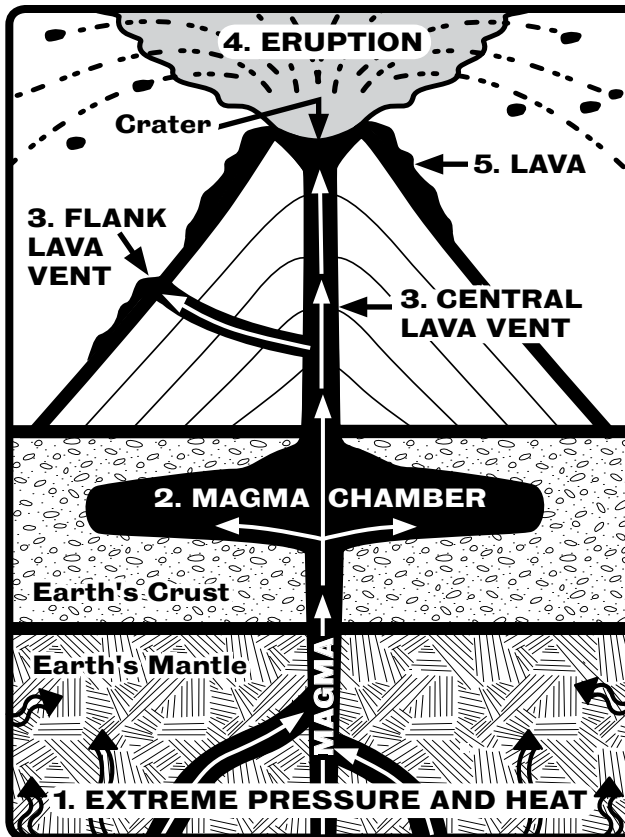 4. ERUPTION
Crater
5. LAVA
3. FLANK
LAVA
VENT
3. CENTRAL
LAVA VENT
2. MAGMA CHAMBER
Earth's Crust
Earth's Mantle
MAGMA
1. EXTREME PRESSURE AND HEAT